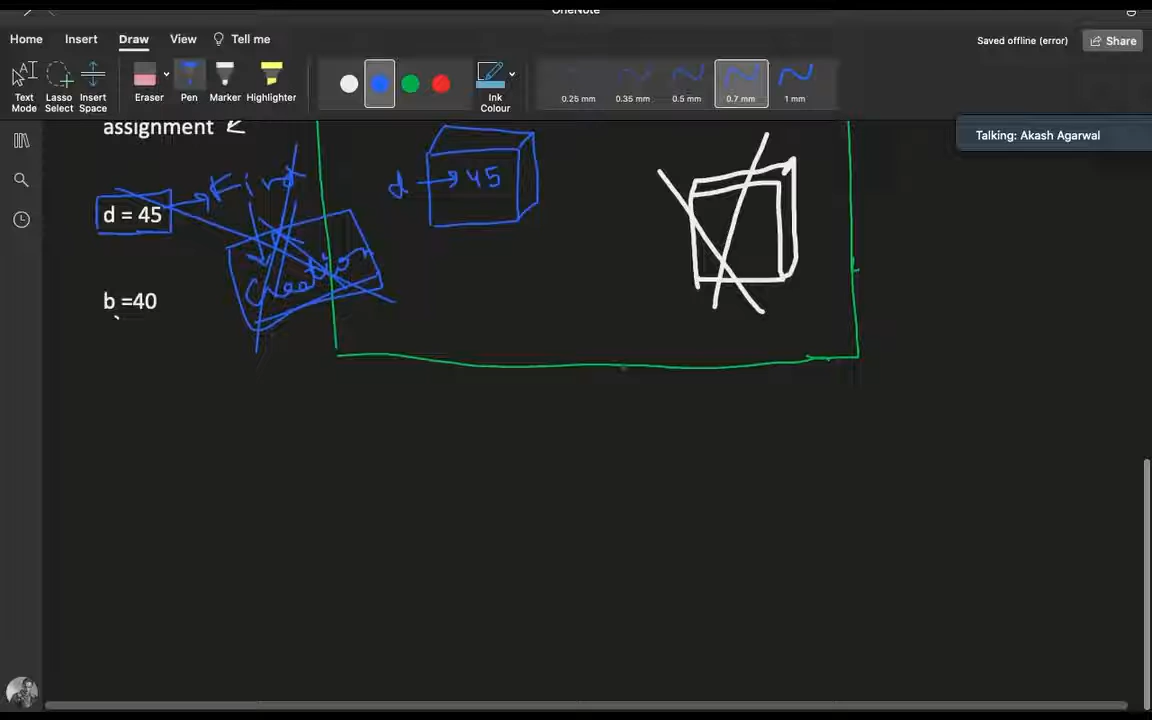 OneNote
Home Insert Draw View Tell me
Saved offline (error)
Share
Text Mode
Lasso Select
Insert Space
Eraser
Pen
Marker
Highlighter
Ink Colour
0.25 mm
0.35 mm
0.5 mm
0.7 mm
1 mm
Talking: Akash Agarwal
assignment
d = 45
First
d → 45
Creation
b =40